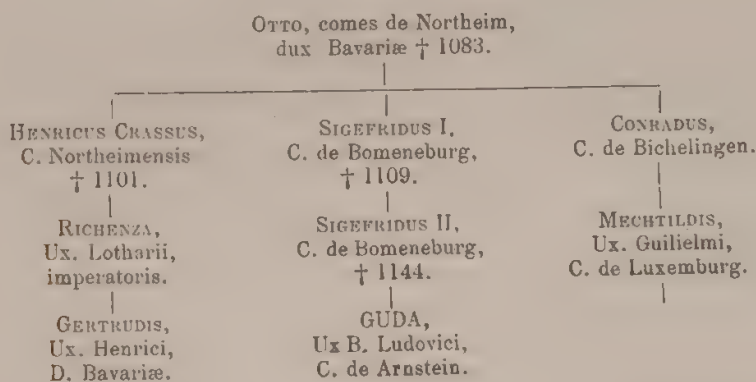 OTTO, comes de Northeim,
dux Bavariæ † 1083.
HENRICUS CRASSUS,
C. Northeimensis
† 1101.
RICHENZA,
Ux. Lotharii,
imperatoris.
GERTRUDIS,
Ux. Henrici,
D. Bavariæ.
SIGEFRIDUS I,
C. de Bomeneburg,
† 1109.
SIGEFRIDUS II,
C. de Bomeneburg,
† 1144.
GUDA,
Ux B. Ludovici,
C. de Arnstein.
CONRADUS,
C. de Bichelingen.
MECHTILDIS,
Ux. Guilielmi,
C. de Luxemburg.